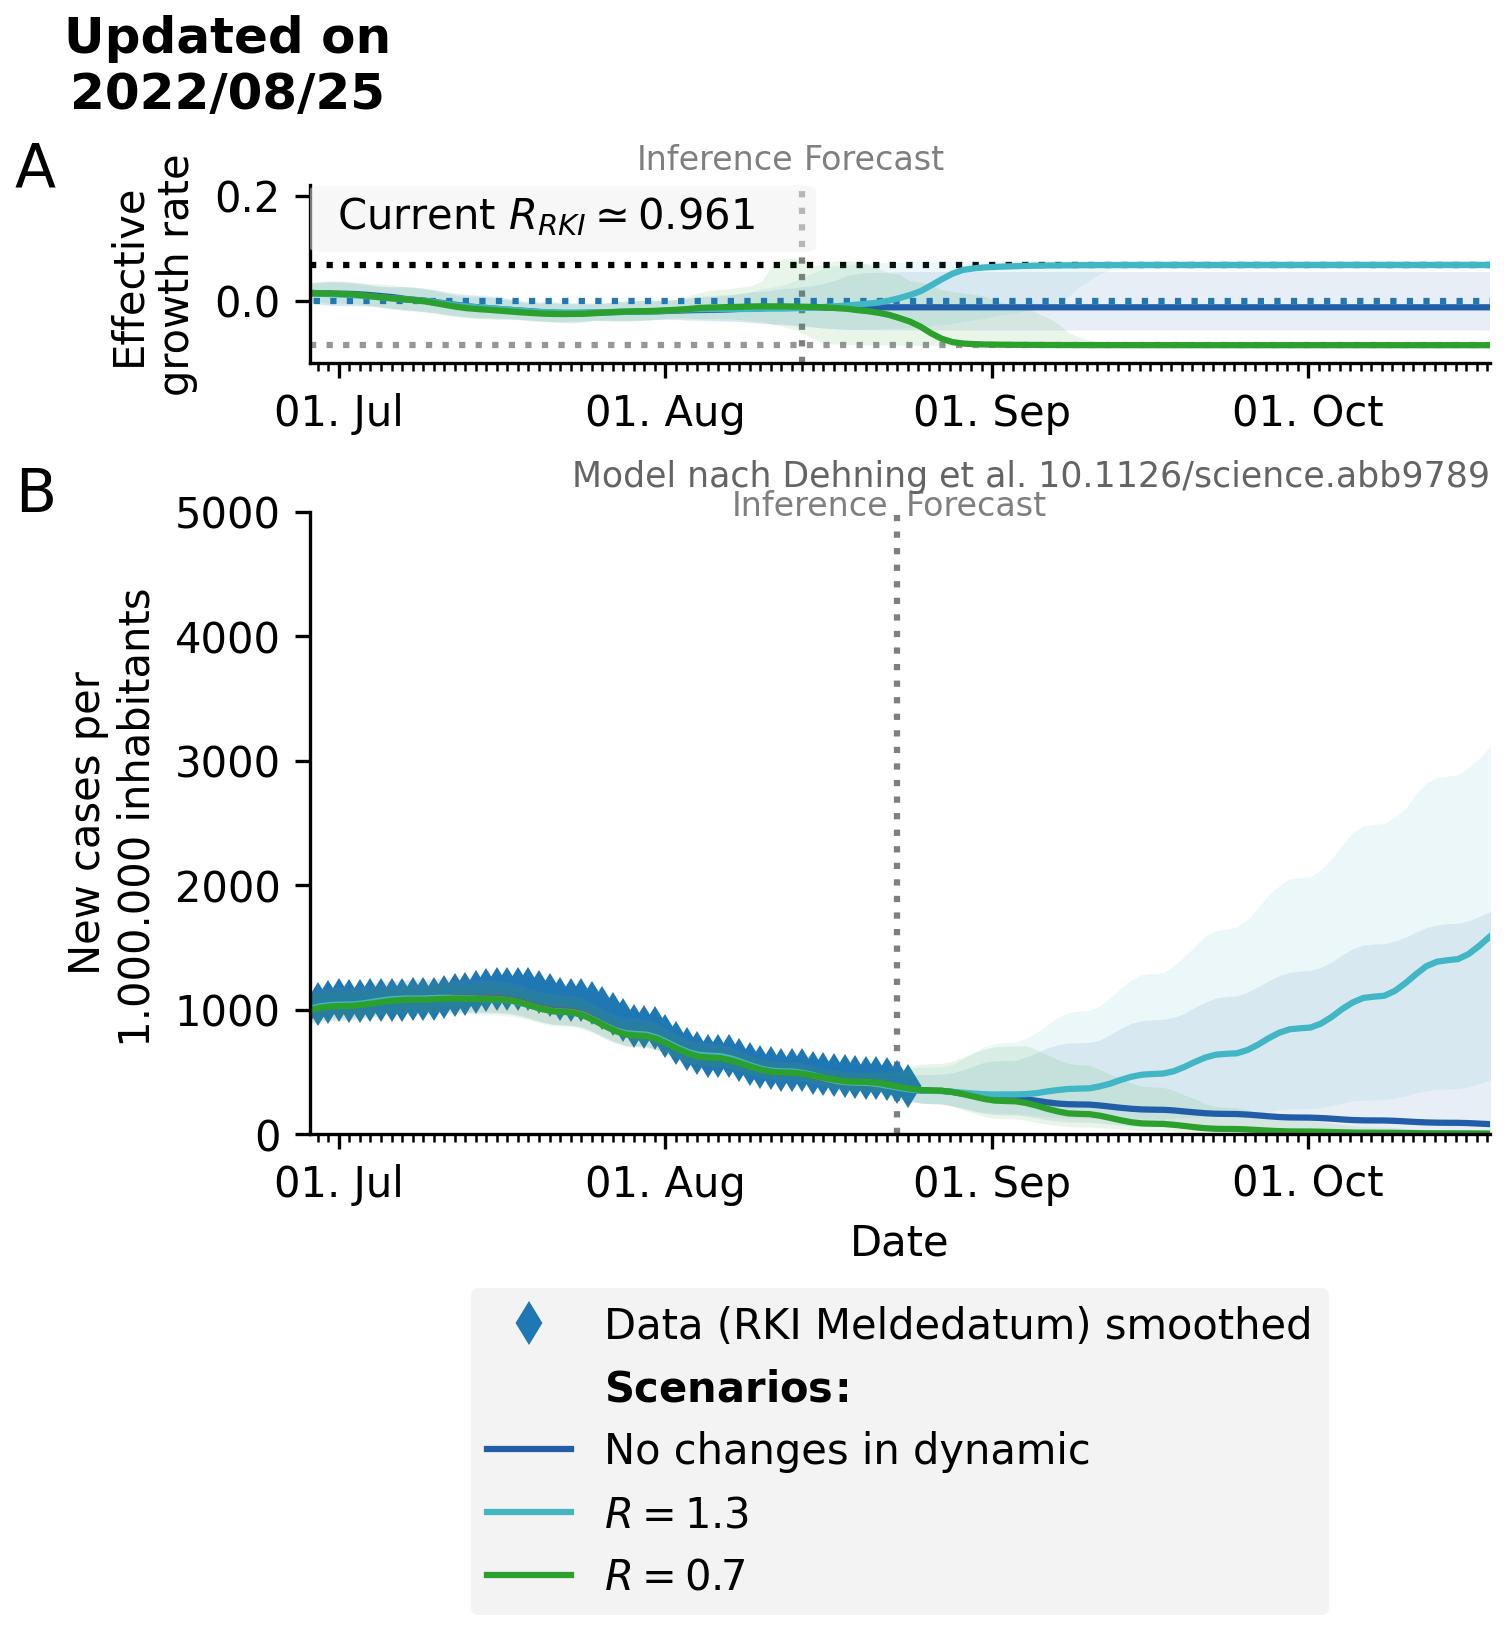 Updated on
2022/08/25
A
Inference Forecast
Effective
growth rate
0.2
0.0
Current R_RKI ≃ 0.961
01. Jul 01. Aug 01. Sep 01. Oct
B
Model nach Dehning et al. 10.1126/science.abb9789
Inference Forecast
New cases per
1.000.000 inhabitants
5000
4000
3000
2000
1000
0
01. Jul 01. Aug 01. Sep 01. Oct
Date
Data (RKI Meldedatum) smoothed
Scenarios:
No changes in dynamic
R = 1.3
R = 0.7